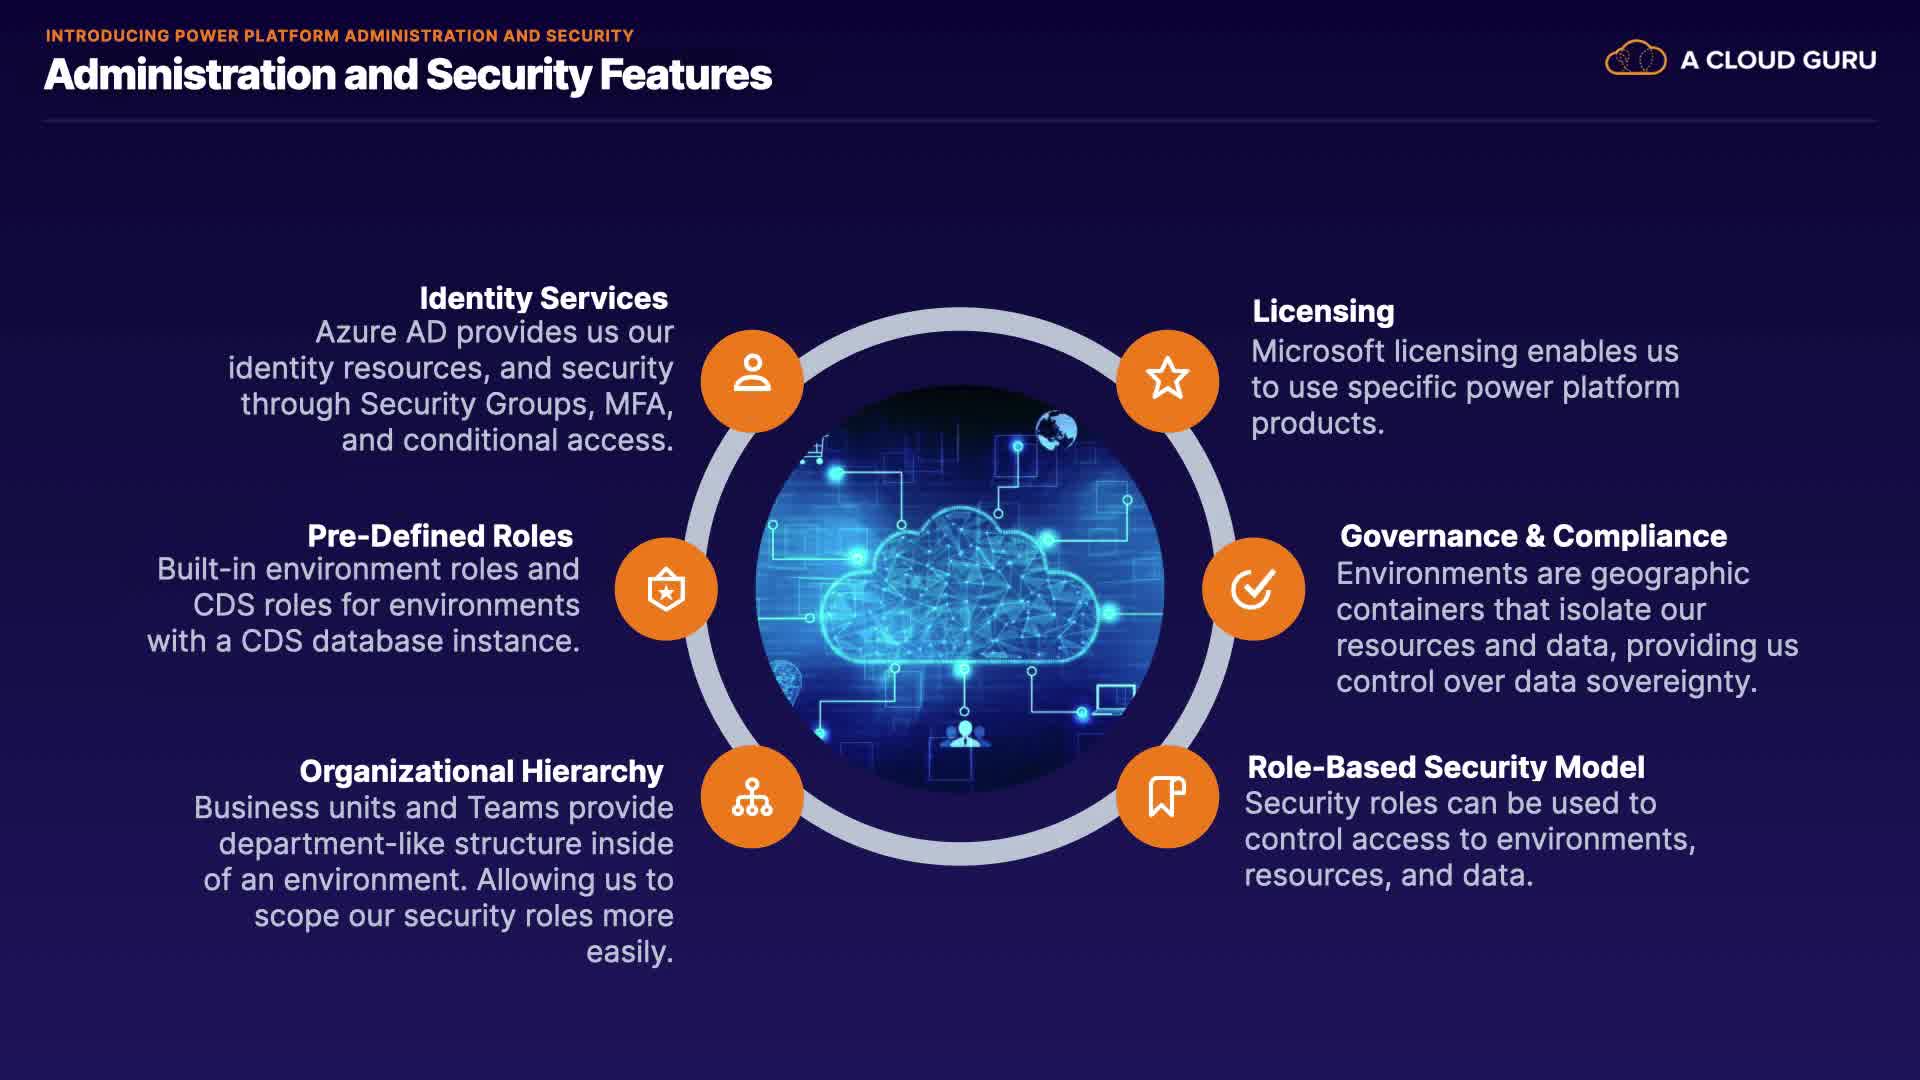 INTRODUCING POWER PLATFORM ADMINISTRATION AND SECURITY
Administration and Security Features
A CLOUD GURU
Identity Services
Azure AD provides us our
identity resources, and security
through Security Groups, MFA,
and conditional access.
Pre-Defined Roles
Built-in environment roles and
CDS roles for environments
with a CDS database instance.
Organizational Hierarchy
Business units and Teams provide
department-like structure inside
of an environment. Allowing us to
scope our security roles more
easily.
Licensing
Microsoft licensing enables us
to use specific power platform
products.
Governance & Compliance
Environments are geographic
containers that isolate our
resources and data, providing us
control over data sovereignty.
Role-Based Security Model
Security roles can be used to
control access to environments,
resources, and data.